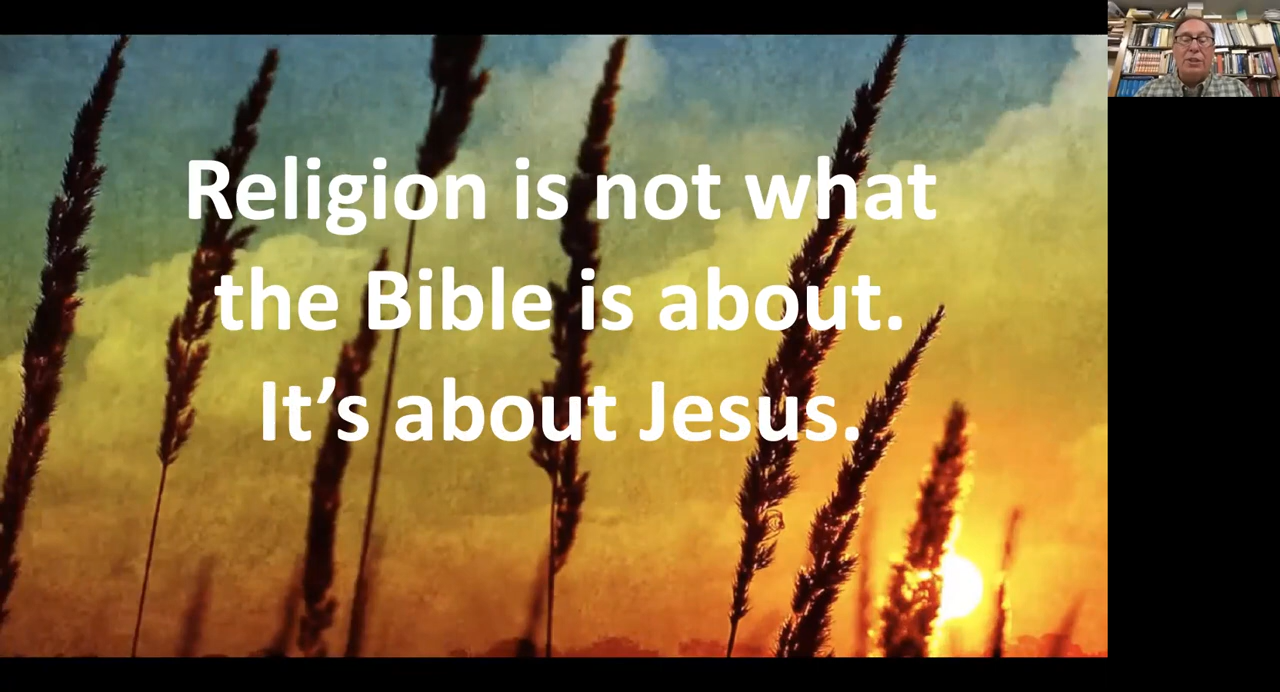 Religion is not what
the Bible is about.
It’s about Jesus.